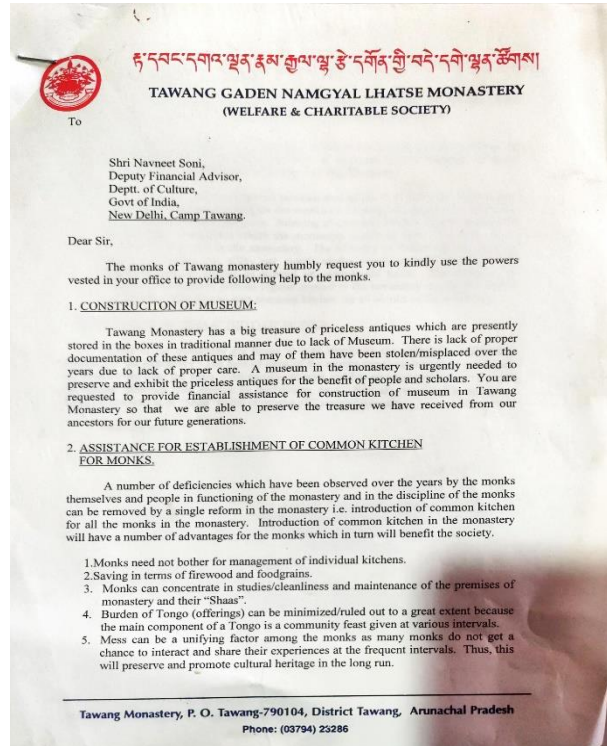 རྟ་དབང་དགའ་ལྡན་རྣམ་རྒྱལ་ལྷ་རྩེ་དགོན་གྱི་བདེ་དགེ་ལྡན་ཚོགས།
TAWANG GADEN NAMGYAL LHATSE MONASTERY
(WELFARE & CHARITABLE SOCIETY)
To
Shri Navneet Soni,
Deputy Financial Advisor,
Deptt. of Culture,
Govt of India,
New Delhi, Camp Tawang.
Dear Sir,
The monks of Tawang monastery humbly request you to kindly use the powers
vested in your office to provide following help to the monks.
1. CONSTRUCITON OF MUSEUM:
Tawang Monastery has a big treasure of priceless antiques which are presently
stored in the boxes in traditional manner due to lack of Museum. There is lack of proper
documentation of these antiques and may of them have been stolen/misplaced over the
years due to lack of proper care. A museum in the monastery is urgently needed to
preserve and exhibit the priceless antiques for the benefit of people and scholars. You are
requested to provide financial assistance for construction of museum in Tawang
Monastery so that we are able to preserve the treasure we have received from our
ancestors for our future generations.
2. ASSISTANCE FOR ESTABLISHMENT OF COMMON KITCHEN
FOR MONKS.
A number of deficiencies which have been observed over the years by the monks
themselves and people in functioning of the monastery and in the discipline of the monks
can be removed by a single reform in the monastery i.e. introduction of common kitchen
for all the monks in the monastery. Introduction of common kitchen in the monastery
will have a number of advantages for the monks which in turn will benefit the society.
1.Monks need not bother for management of individual kitchens.
2.Saving in terms of firewood and foodgrains.
3. Monks can concentrate in studies/cleanliness and maintenance of the premises of
monastery and their “Shaas”.
4. Burden of Tongo (offerings) can be minimized/ruled out to a great extent because
the main component of a Tongo is a community feast given at various intervals.
5. Mess can be a unifying factor among the monks as many monks do not get a
chance to interact and share their experiences at the frequent intervals. Thus, this
will preserve and promote cultural heritage in the long run.
Tawang Monastery, P. O. Tawang-790104, District Tawang, Arunachal Pradesh
Phone: (03794) 23286